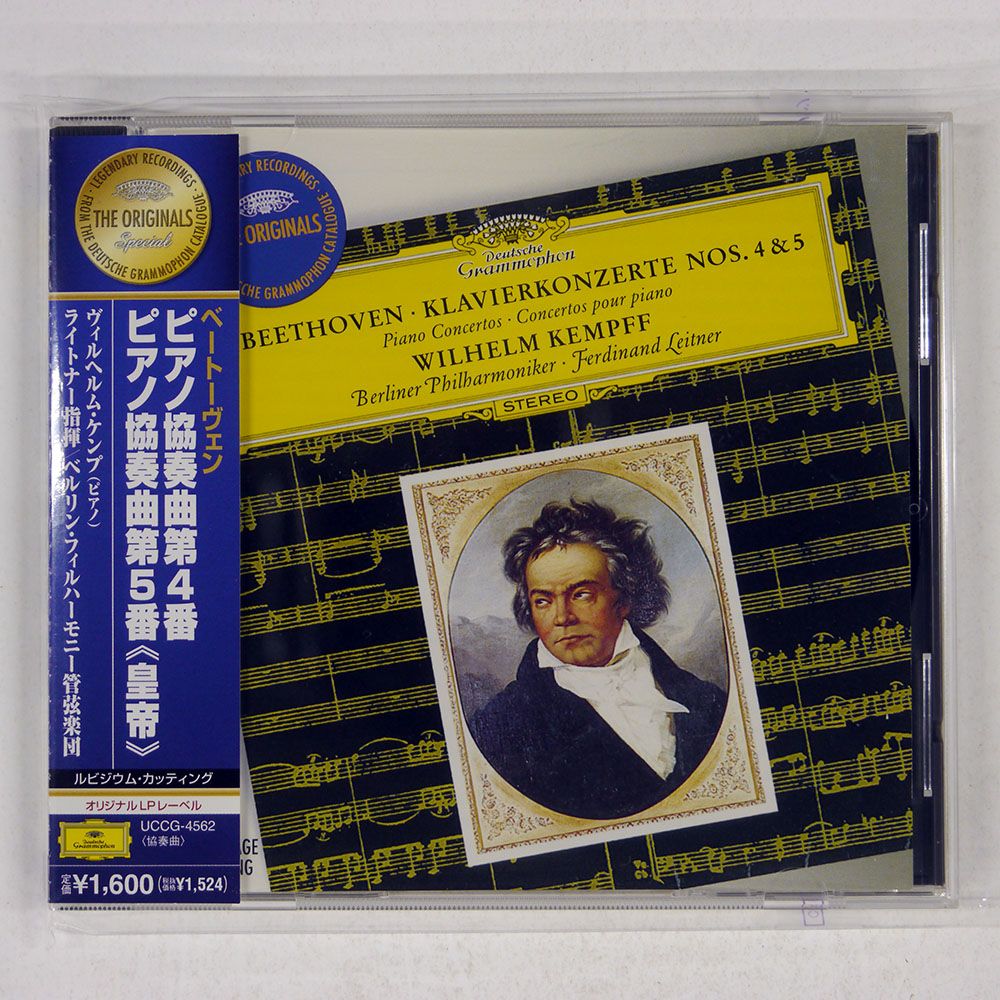 LEGENDARY RECORDINGS · FROM THE DEUTSCHE GRAMMOPHON CATALOGUE ·
THE ORIGINALS
Special
ベートーヴェン
ピアノ協奏曲第4番
ピアノ協奏曲第5番《皇帝》
ヴィルヘルム・ケンプ(ピアノ)
ライトナー指揮/ベルリン・フィルハーモニー管弦楽団
ルビジウム・カッティング
オリジナルLPレーベル
Deutsche
Grammophon
UCCG-4562
〈協奏曲〉
定価¥1,600(税抜価格¥1,524)
RY RECORDINGS ·
CHE GRAMMOPHON CATALOGUE ·
E ORIGINALS
Deutsche
Grammophon
BEETHOVEN · KLAVIERKONZERTE NOS. 4 & 5
Piano Concertos · Concertos pour piano
WILHELM KEMPFF
Berliner Philharmoniker · Ferdinand Leitner
STEREO
GE
NG